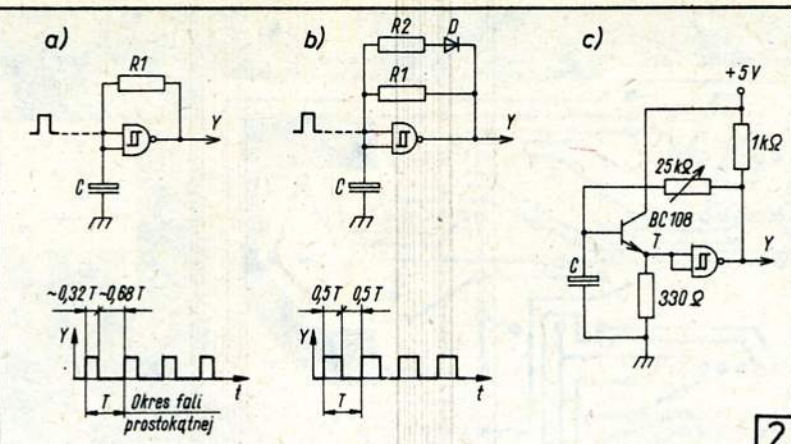 a)
R1
Y
C
~0,32 T ~0,68 T
Y
t
T
Okres fali
prostokątnej
b)
R2 D
R1
Y
C
0,5 T 0,5 T
Y
t
T
c)
+5V
1kΩ
25kΩ
BC108
T
Y
C
330 Ω
2